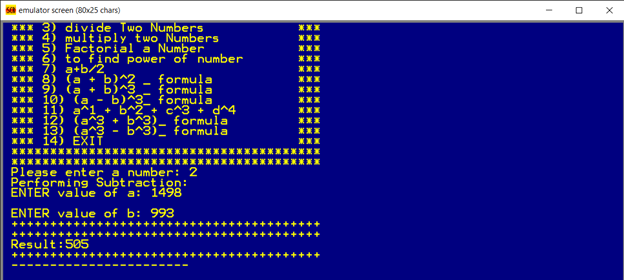 emulator screen (80x25 chars)
*** 3) divide Two Numbers ***
*** 4) multiply two Numbers ***
*** 5) Factorial a Number ***
*** 6) to find power of number ***
*** 7) a+b/2 ***
*** 8) (a + b)^2 _ formula ***
*** 9) (a + b)^3 _ formula ***
*** 10) (a - b)^3_ formula ***
*** 11) a^1 + b^2 + c^3 + d^4 ***
*** 12) (a^3 + b^3)_ formula ***
*** 13) (a^3 - b^3)_ formula ***
*** 14) EXIT ***
****************************************
****************************************
Please enter a number: 2
Performing Subtraction:
ENTER value of a: 1498
ENTER value of b: 993
++++++++++++++++++++++++++++++++++++++++
++++++++++++++++++++++++++++++++++++++++
Result:505
++++++++++++++++++++++++++++++++++++++++
-----------------------